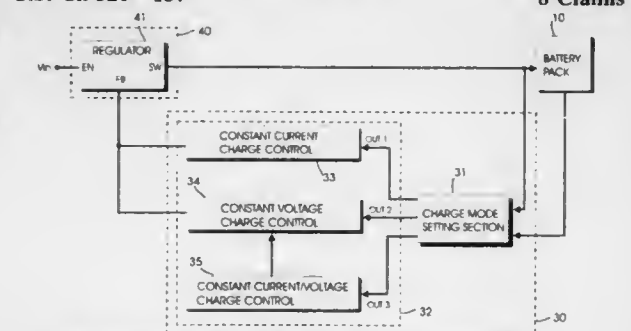 8 Claims
41
40
10
REGULATOR
Vin
EN
SW
FB
BATTERY
PACK
CONSTANT CURRENT
CHARGE CONTROL
OUT 1
33
31
34
CONSTANT VOLTAGE
CHARGE CONTROL
OUT 2
CHARGE MODE
SETTING SECTION
35
CONSTANT CURRENT/VOLTAGE
CHARGE CONTROL
OUT 3
32
30